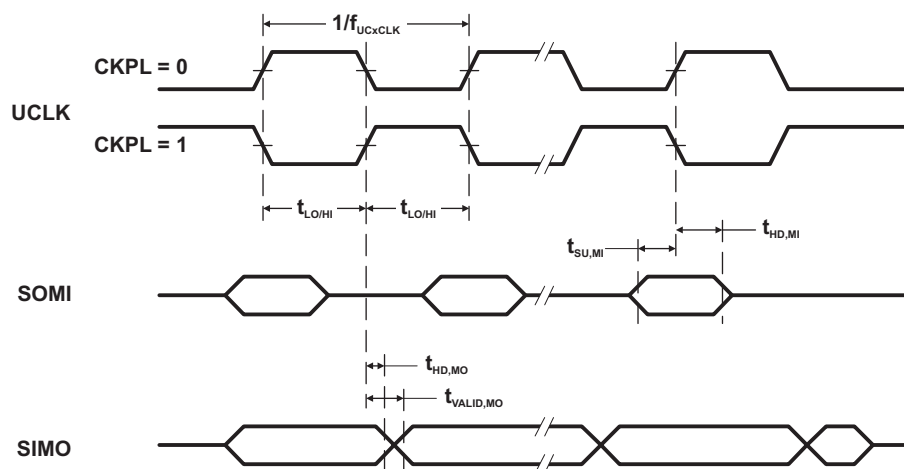 1/fUCxCLK
CKPL = 0
UCLK
CKPL = 1
tLO/HI tLO/HI
tSU,MI tHD,MI
SOMI
tHD,MO
tVALID,MO
SIMO